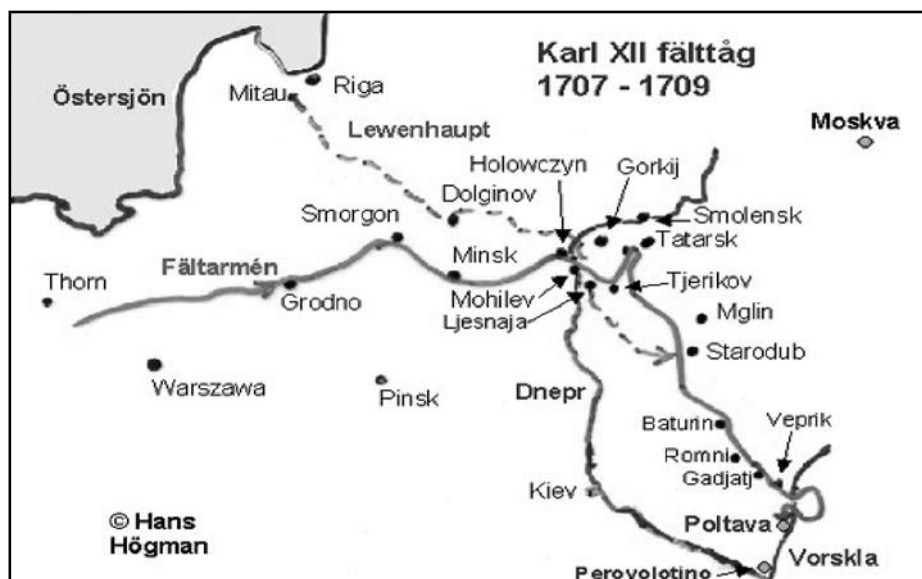 Karl XII fälttåg
1707 - 1709
Östersjön
Riga
Mitau
Moskva
Lewenhaupt
Holowczyn
Gorkij
Dolginov
Smolensk
Smorgon
Tatarsk
Minsk
Fältarmén
Thorn
Tjerikov
Grodno
Mohilev
Ljesnaja
Mglin
Starodub
Warszawa
Pinsk
Dnepr
Baturin
Veprik
Romni
Gadjatj
Kiev
© Hans
Högman
Poltava
Vorskla
Perovolotino